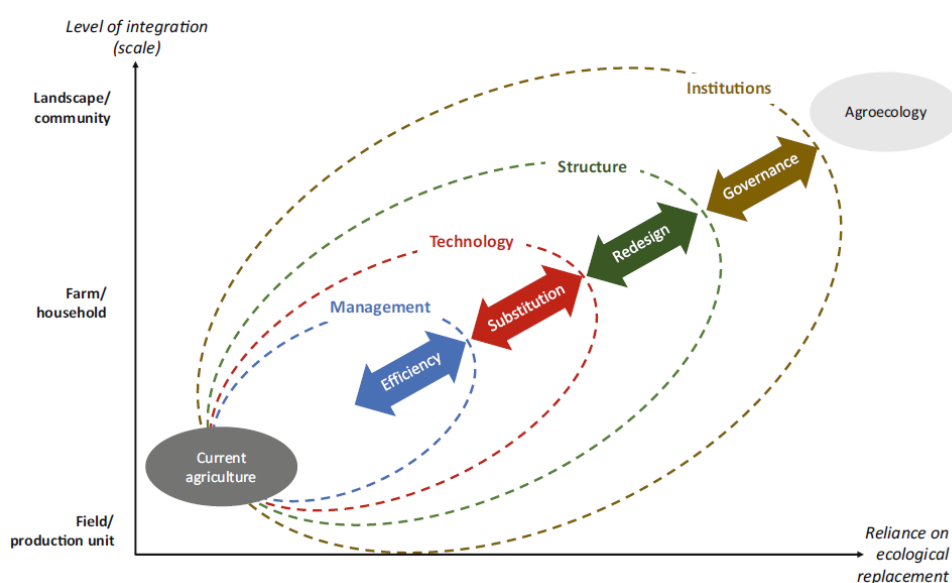 Level of integration
(scale)
Landscape/
community
Institutions
Agroecology
Governance
Structure
Redesign
Technology
Substitution
Farm/
household
Management
Efficiency
Current
agriculture
Field/
production unit
Reliance on
ecological
replacement